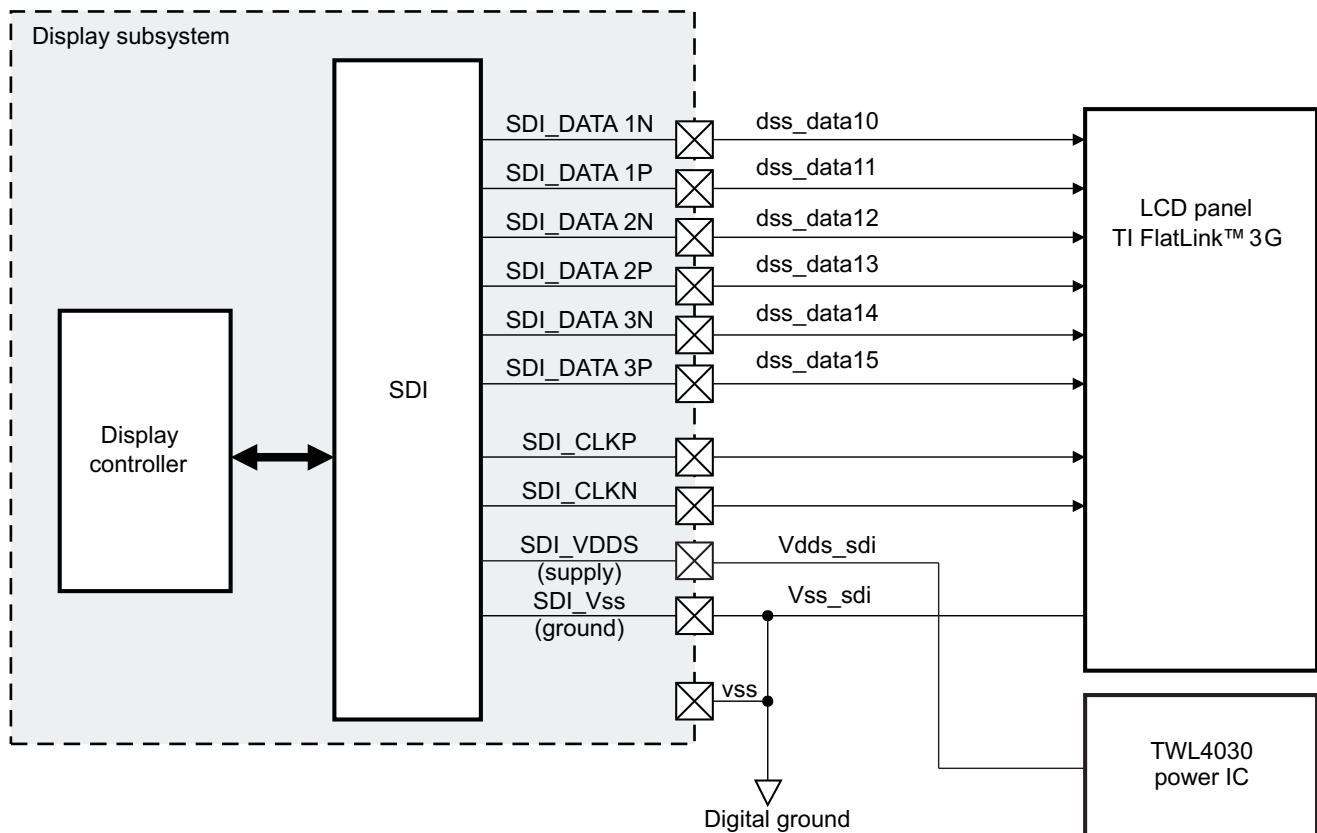 Display subsystem
SDI_DATA 1N
dss_data10
SDI_DATA 1P
dss_data11
SDI_DATA 2N
dss_data12
SDI_DATA 2P
dss_data13
SDI_DATA 3N
dss_data14
SDI_DATA 3P
dss_data15
LCD panel
TI FlatLink™ 3G
SDI
Display
controller
SDI_CLKP
SDI_CLKN
SDI_VDDS
(supply)
Vdds_sdi
SDI_Vss
(ground)
Vss_sdi
vss
TWL4030
power IC
Digital ground